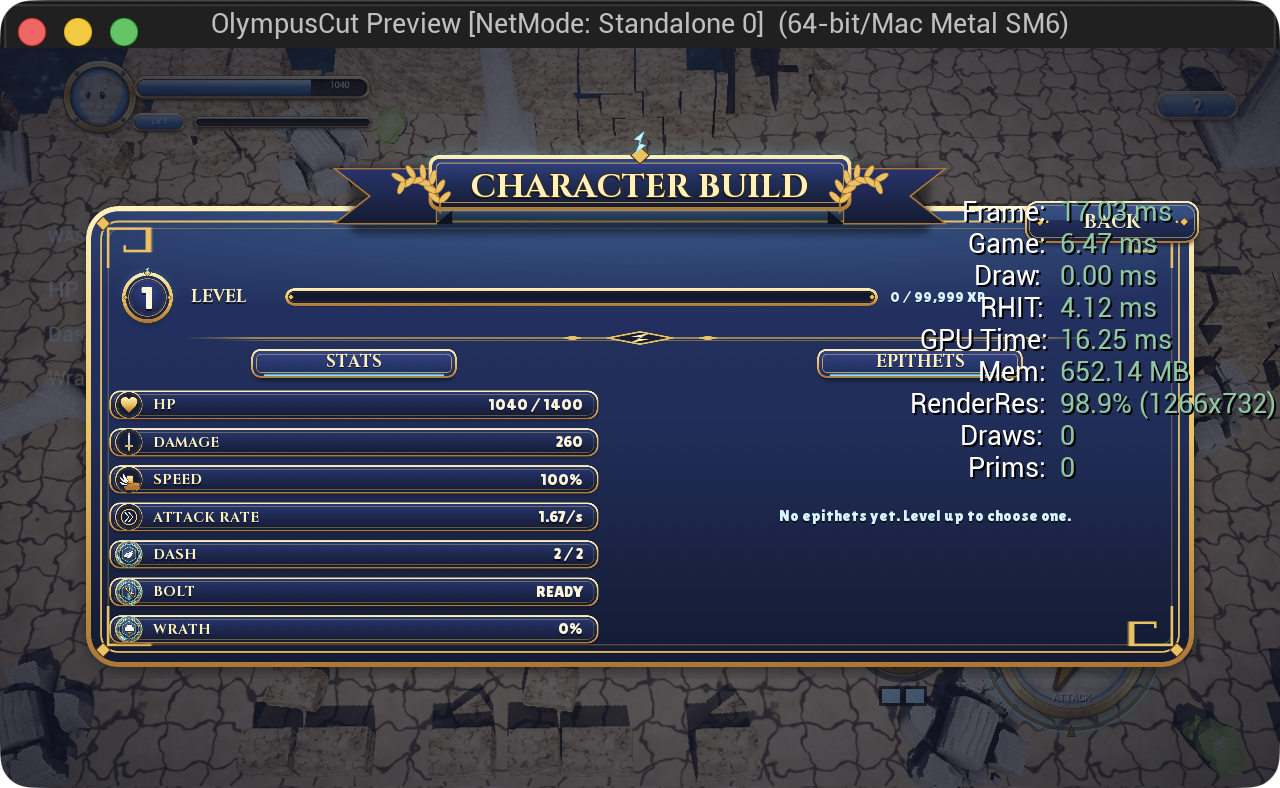 OlympusCut Preview [NetMode: Standalone 0] (64-bit/Mac Metal SM6)
1040
LV 1
?
CHARACTER BUILD
BACK
Frame: 17.03 ms
Game: 6.47 ms
Draw: 0.00 ms
RHIT: 4.12 ms
GPU Time: 16.25 ms
Mem: 652.14 MB
RenderRes: 98.9% (1266x732)
Draws: 0
Prims: 0
1 LEVEL 0 / 99,999 XP
STATS
EPITHETS
HP 1040 / 1400
DAMAGE 260
SPEED 100%
ATTACK RATE 1.67/s
DASH 2 / 2
BOLT READY
WRATH 0%
No epithets yet. Level up to choose one.
HP
ATTACK